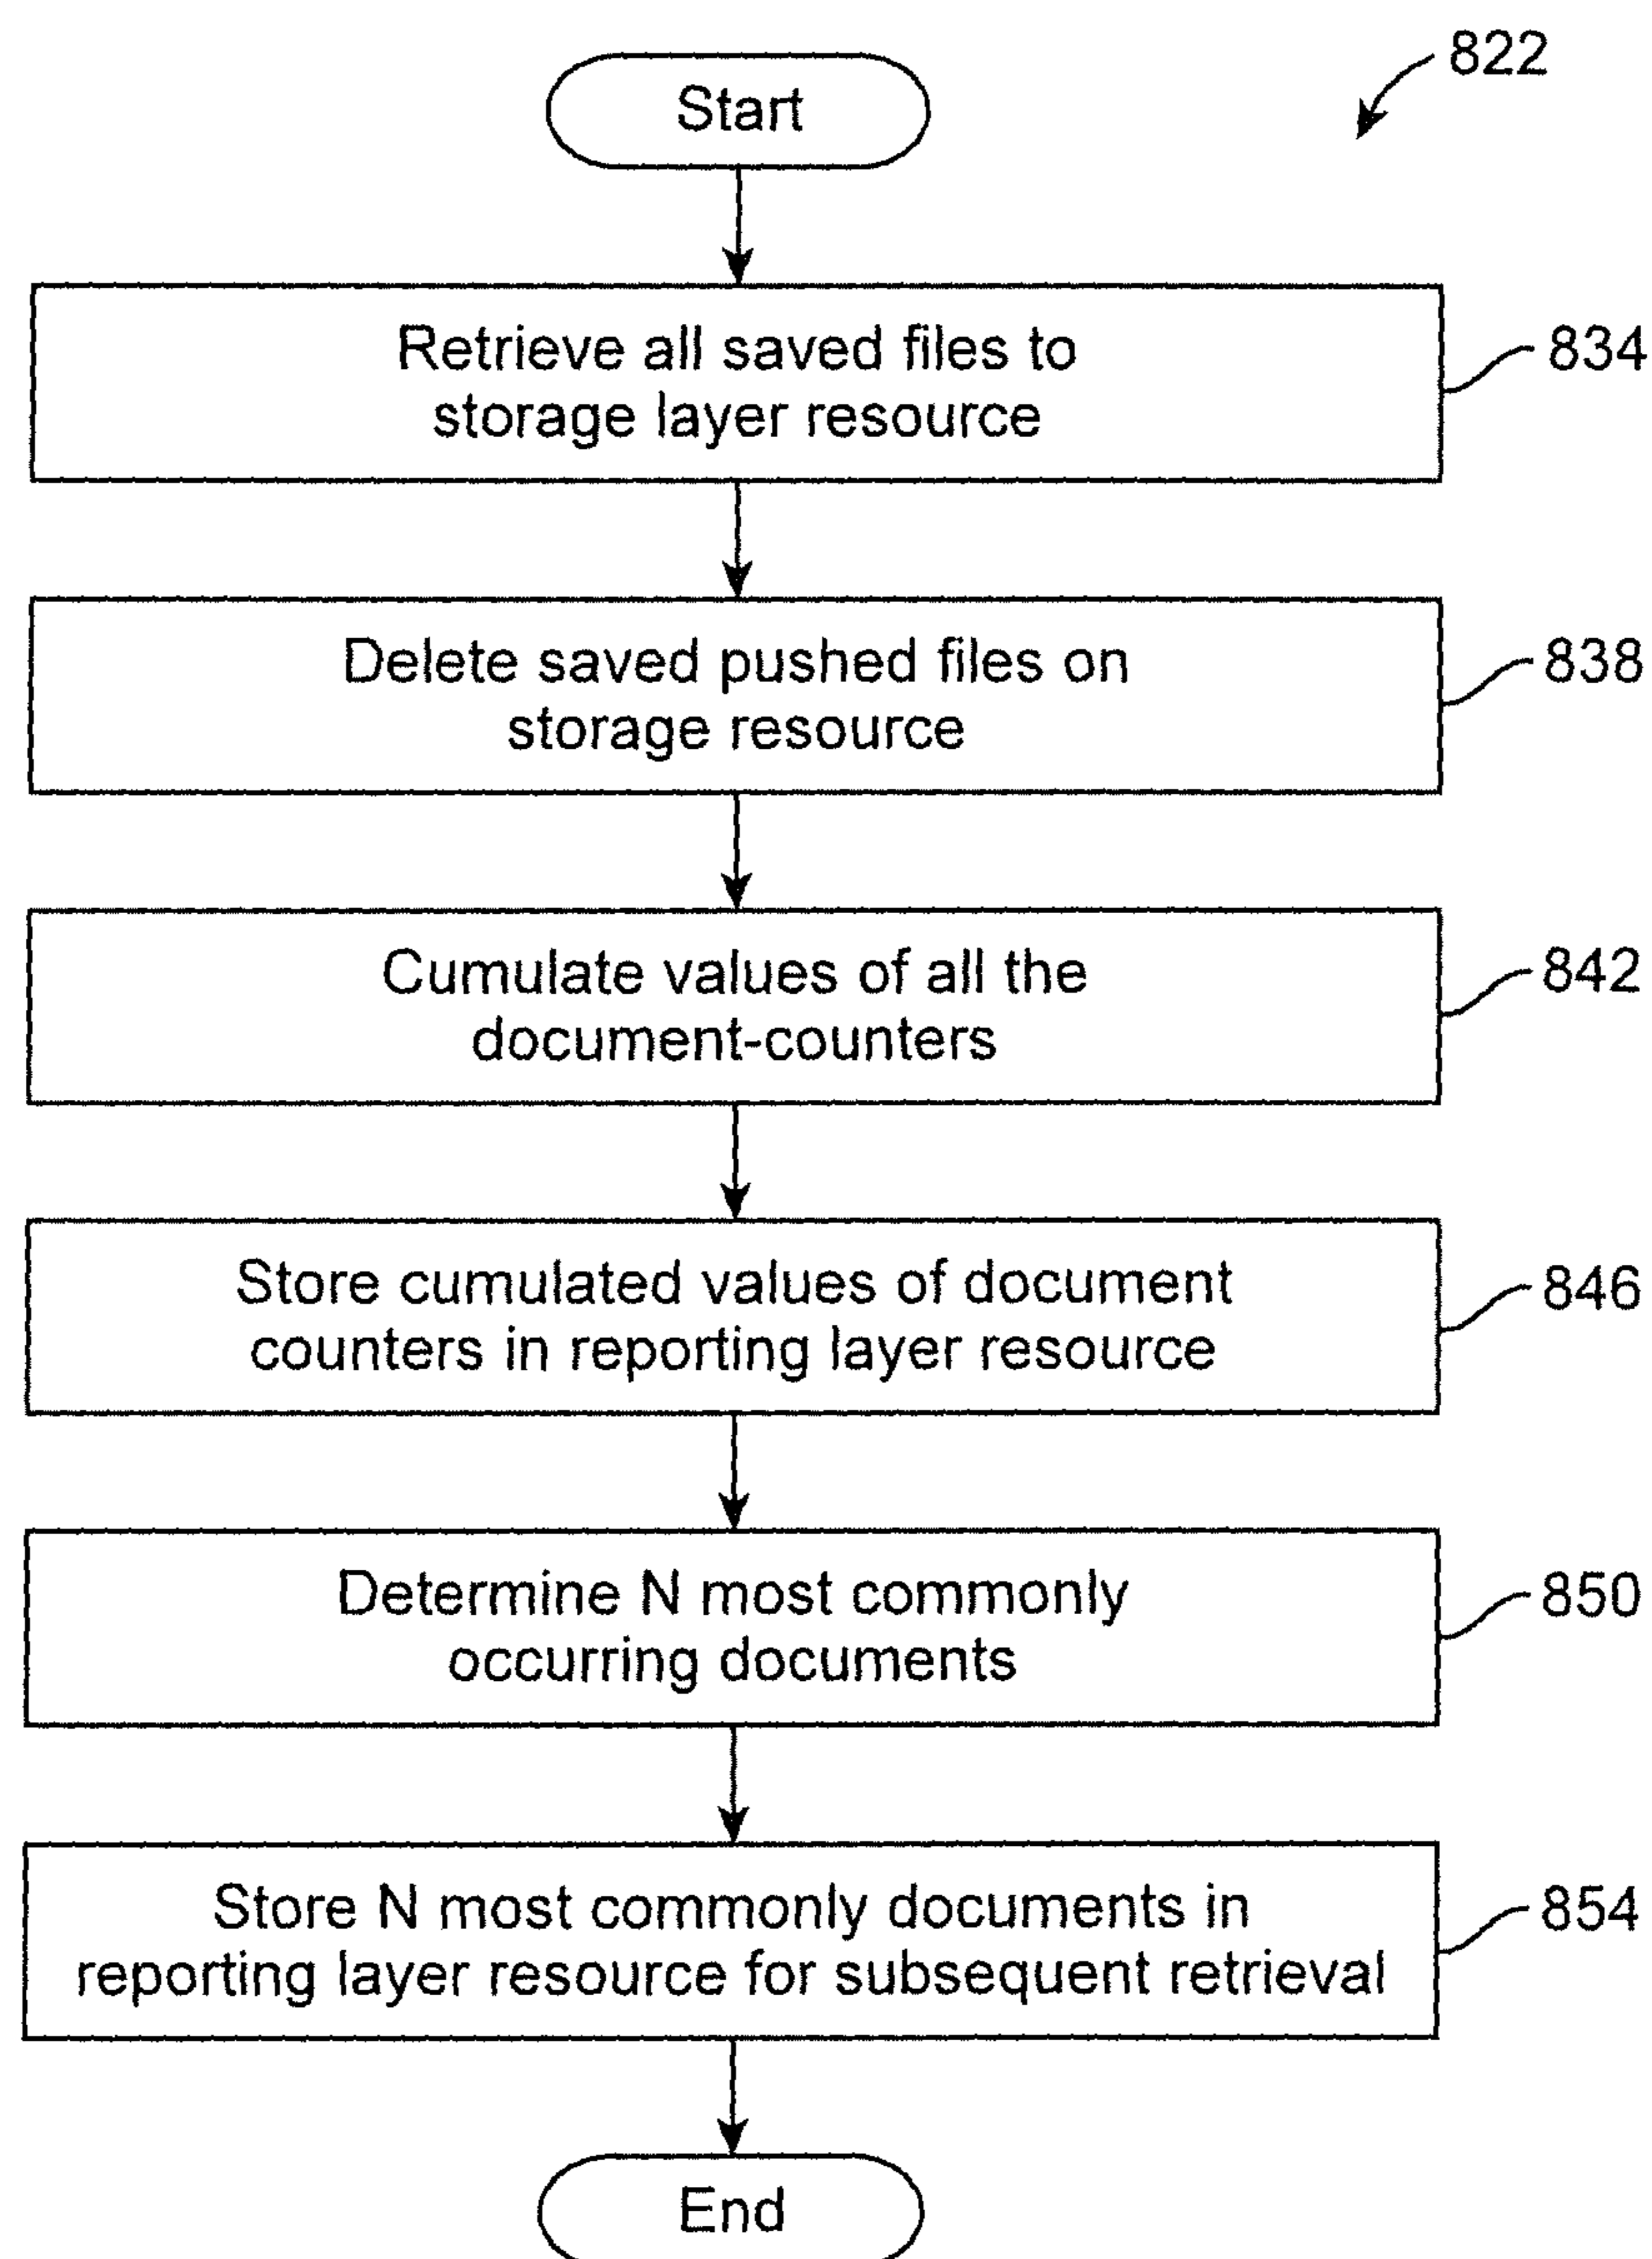 822
Start
Retrieve all saved files to
storage layer resource
834
Delete saved pushed files on
storage resource
838
Cumulate values of all the
document-counters
842
Store cumulated values of document
counters in reporting layer resource
846
Determine N most commonly
occurring documents
850
Store N most commonly documents in
reporting layer resource for subsequent retrieval
854
End